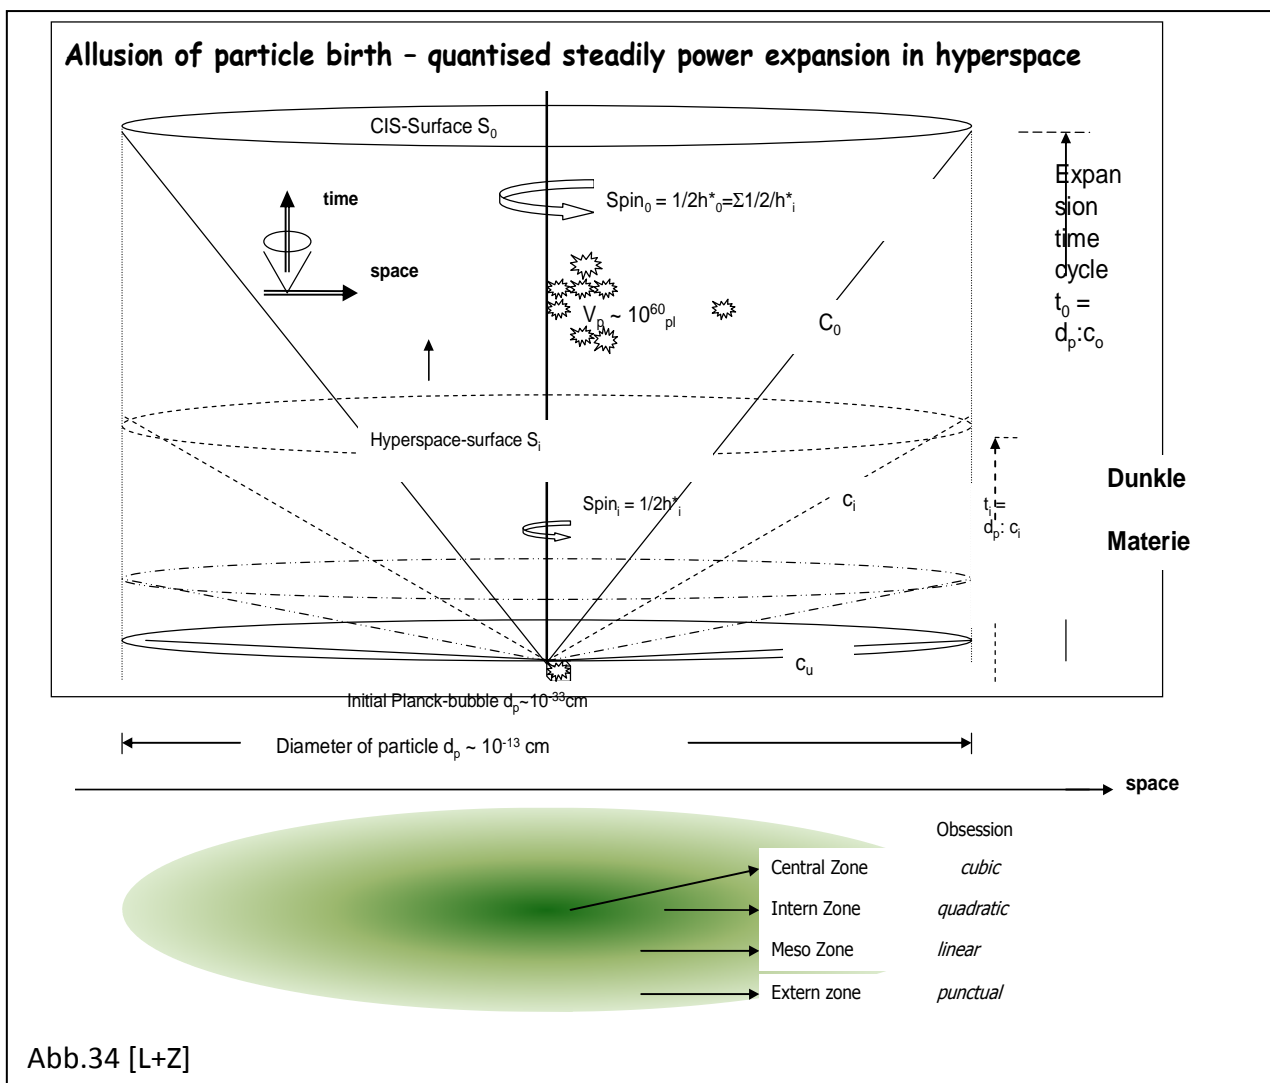 Allusion of particle birth – quantised steadily power expansion in hyperspace
CIS-Surface S₀
time
space
Spin₀ = 1/2h*₀=Σ1/2/h*ᵢ
Vₚ ~ 10⁶⁰ₚₗ
C₀
Expan
sion
time
cycle
t₀ =
dₚ:cₒ
Hyperspace-surface Sᵢ
Spinᵢ = 1/2h*ᵢ
cᵢ
tᵢ =
dₚ: cᵢ
Dunkle
Materie
cᵤ
Initial Planck-bubble dₚ~10⁻³³cm
Diameter of particle dₚ ~ 10⁻¹³ cm
space
Obsession
Central Zone cubic
Intern Zone quadratic
Meso Zone linear
Extern zone punctual
Abb.34 [L+Z]